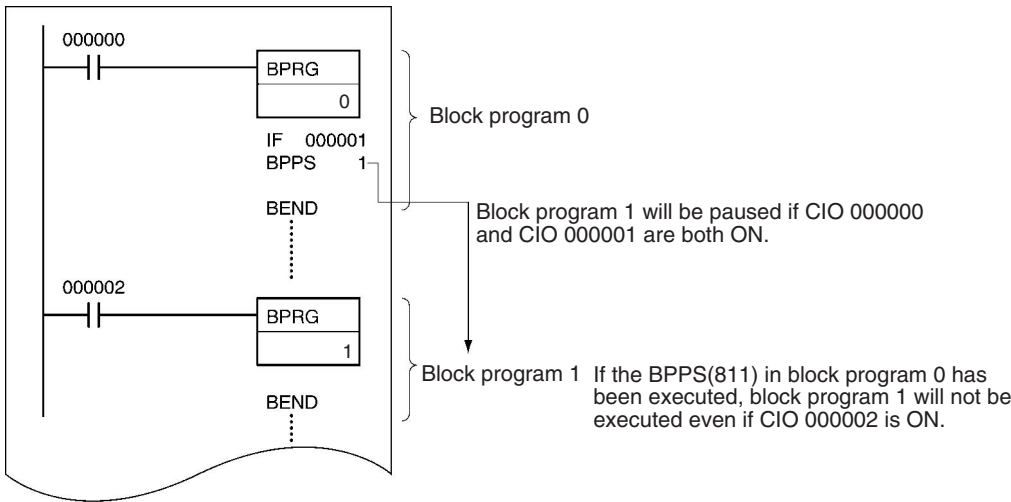 000000
BPRG
0
Block program 0
IF 000001
BPPS 1
BEND
Block program 1 will be paused if CIO 000000
and CIO 000001 are both ON.
000002
BPRG
1
Block program 1
If the BPPS(811) in block program 0 has
been executed, block program 1 will not be
executed even if CIO 000002 is ON.
BEND